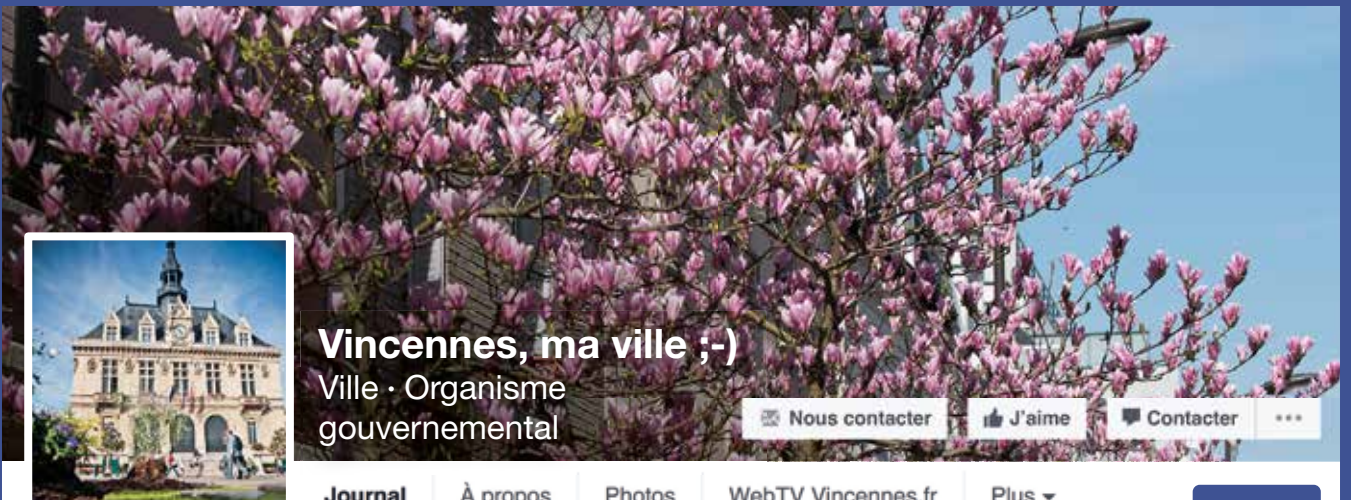 Vincennes, ma ville ;-)
Ville · Organisme
gouvernemental
Nous contacter
J'aime
Contacter
Journal
À propos
Photos
WebTV Vincennes.fr
Plus